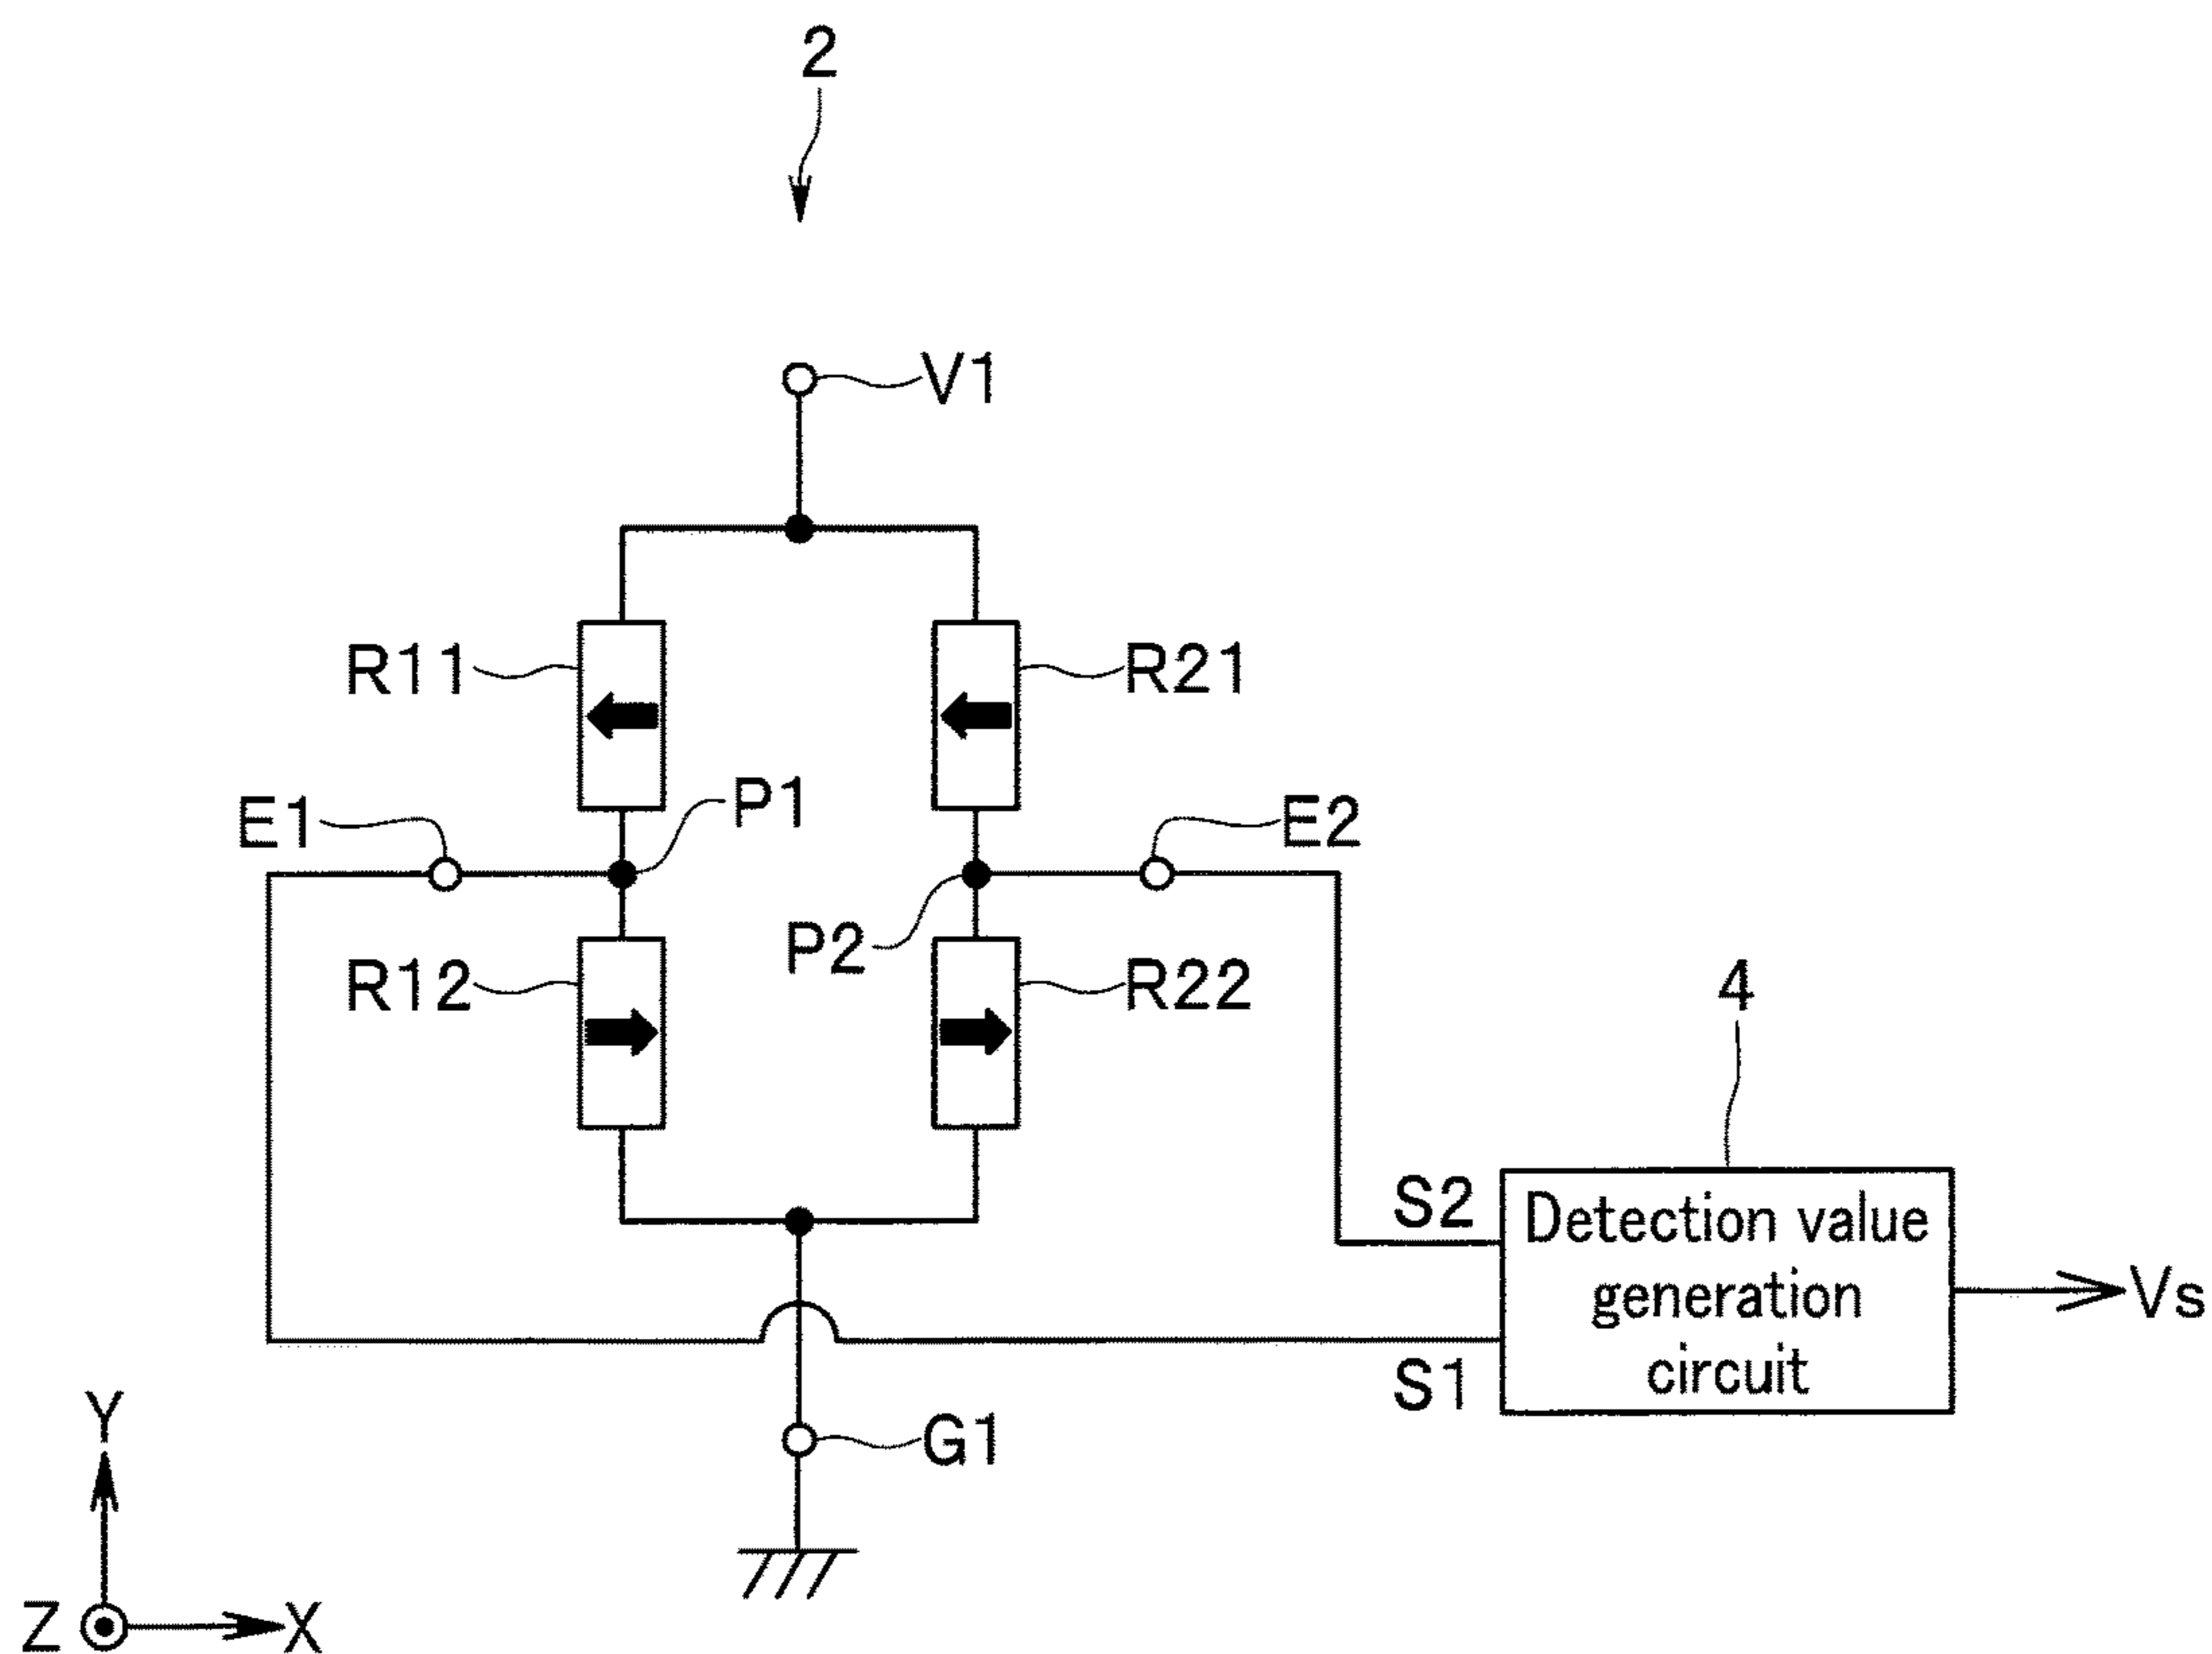 2
V1
R11
R21
E1
P1
E2
P2
R12
R22
4
S2
Detection value
generation
circuit
Vs
S1
Y
G1
Z
X